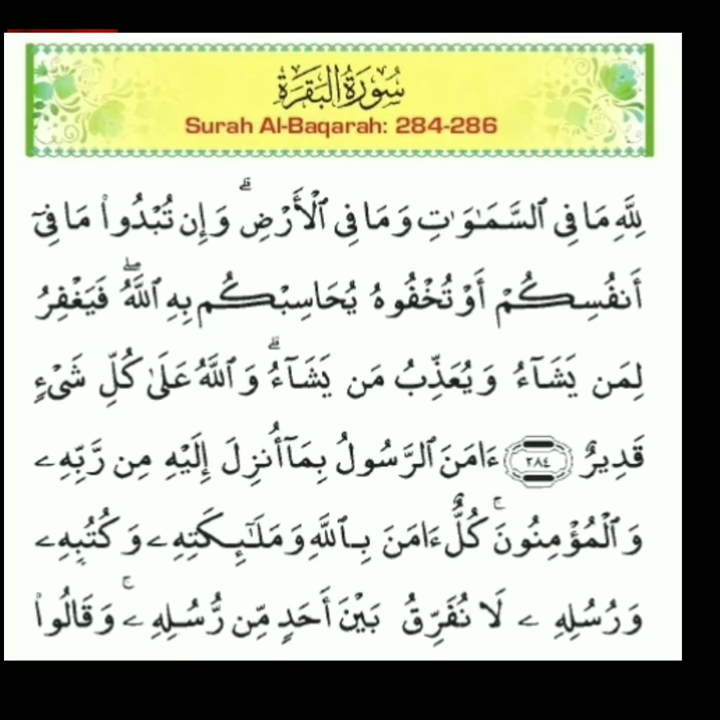 سُورَةُ البَقَرَةِ
Surah Al-Baqarah: 284-286
لِلَّهِ مَا فِي ٱلسَّمَٰوَٰتِ وَمَا فِي ٱلْأَرْضِ ۗ وَإِن تُبْدُوا۟ مَا فِىٓ
أَنفُسِكُمْ أَوْ تُخْفُوهُ يُحَاسِبْكُم بِهِ ٱللَّهُ ۖ فَيَغْفِرُ
لِمَن يَشَآءُ وَيُعَذِّبُ مَن يَشَآءُ ۗ وَٱللَّهُ عَلَىٰ كُلِّ شَىْءٍ
قَدِيرٌ ٢٨٤ ءَامَنَ ٱلرَّسُولُ بِمَآ أُنزِلَ إِلَيْهِ مِن رَّبِّهِۦ
وَٱلْمُؤْمِنُونَ ۚ كُلٌّ ءَامَنَ بِٱللَّهِ وَمَلَٰٓئِكَتِهِۦ وَكُتُبِهِۦ
وَرُسُلِهِۦ لَا نُفَرِّقُ بَيْنَ أَحَدٍ مِّن رُّسُلِهِۦ ۚ وَقَالُوا۟